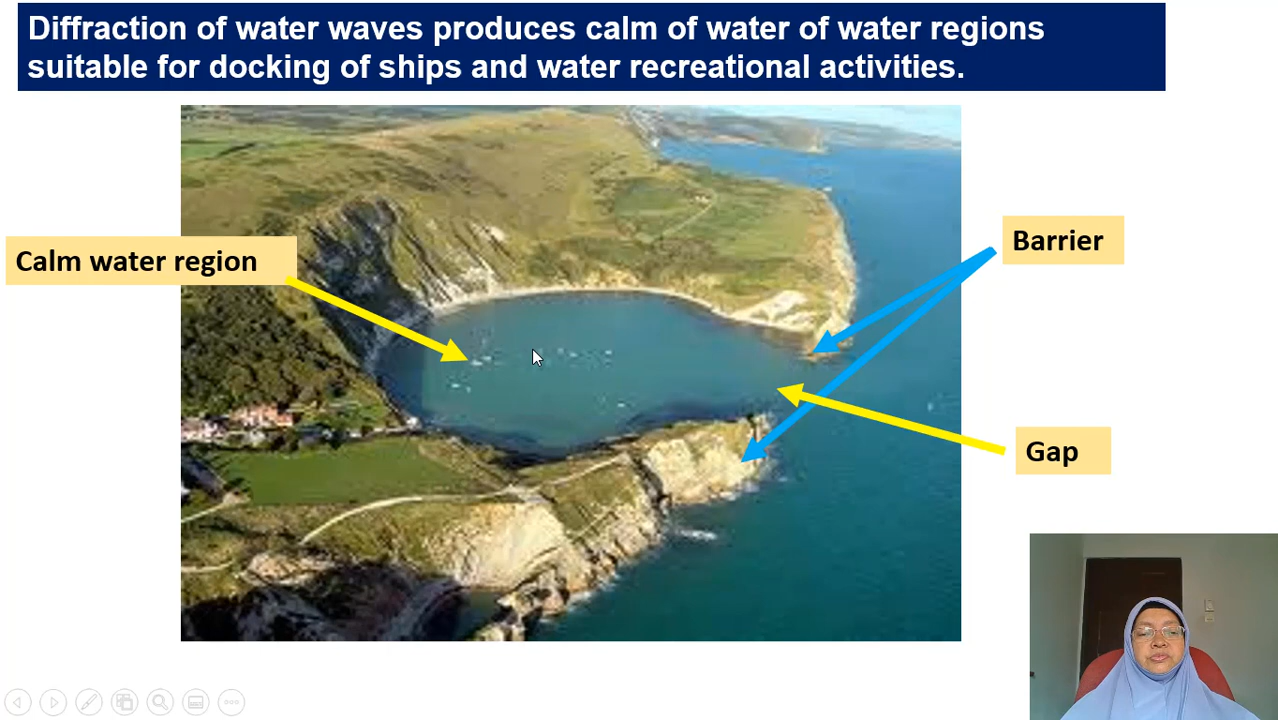 Diffraction of water waves produces calm of water of water regions
suitable for docking of ships and water recreational activities.
Calm water region
Barrier
Gap